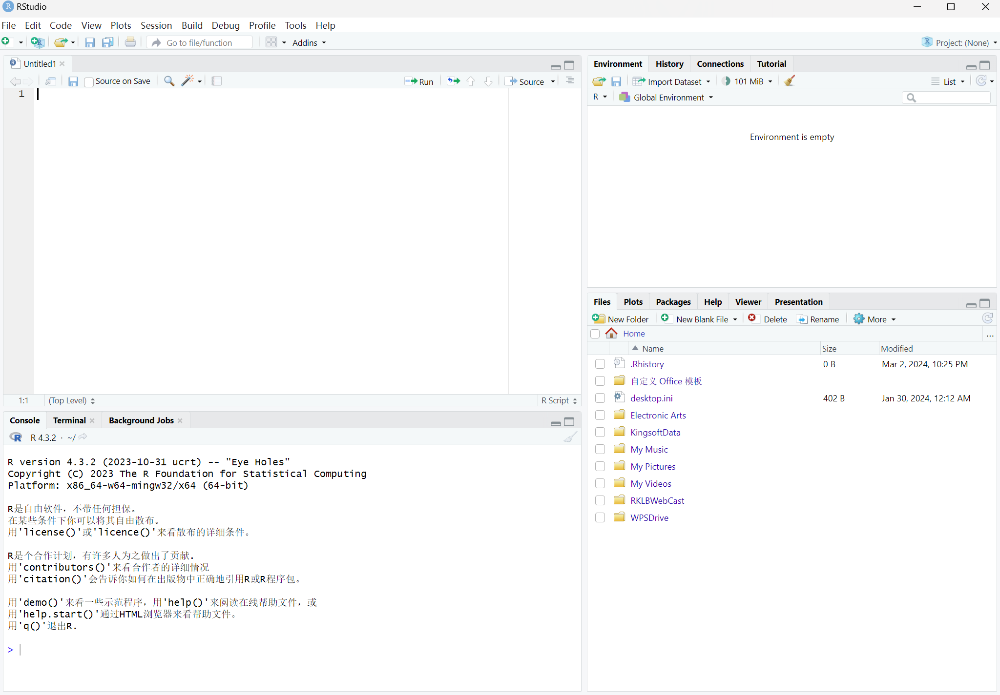 RStudio
File Edit Code View Plots Session Build Debug Profile Tools Help
Go to file/function Addins Project: (None)
Untitled1
Source on Save Run Source
1
1:1 (Top Level) R Script
Console Terminal Background Jobs
R 4.3.2 · ~/
R version 4.3.2 (2023-10-31 ucrt) -- "Eye Holes"
Copyright (C) 2023 The R Foundation for Statistical Computing
Platform: x86_64-w64-mingw32/x64 (64-bit)
R是自由软件，不带任何担保。
在某些条件下你可以将其自由散布。
用'license()'或'licence()'来看散布的详细条件。
R是个合作计划，有许多人为之做出了贡献.
用'contributors()'来看合作者的详细情况
用'citation()'会告诉你如何在出版物中正确地引用R或R程序包。
用'demo()'来看一些示范程序，用'help()'来阅读在线帮助文件，或
用'help.start()'通过HTML浏览器来看帮助文件。
用'q()'退出R.
>
Environment History Connections Tutorial
Import Dataset 101 MiB List
R Global Environment
Environment is empty
Files Plots Packages Help Viewer Presentation
New Folder New Blank File Delete Rename More
Home ...
Name Size Modified
.Rhistory 0 B Mar 2, 2024, 10:25 PM
自定义 Office 模板
desktop.ini 402 B Jan 30, 2024, 12:12 AM
Electronic Arts
KingsoftData
My Music
My Pictures
My Videos
RKLBWebCast
WPSDrive